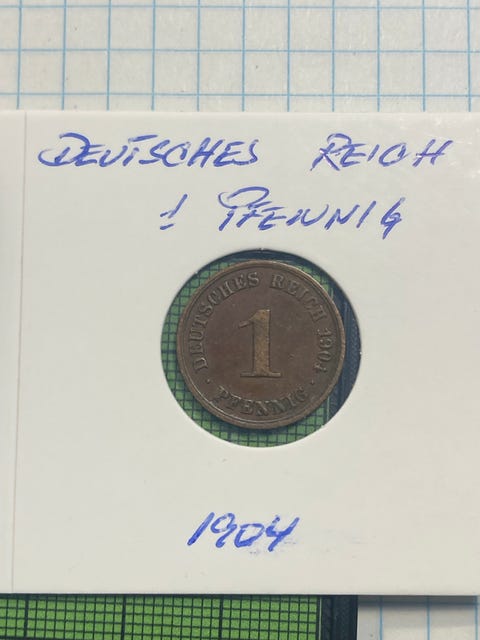 DEUTSCHES REICH
1 PFENNIG
DEUTSCHES REICH 1904
1
· PFENNIG ·
1904